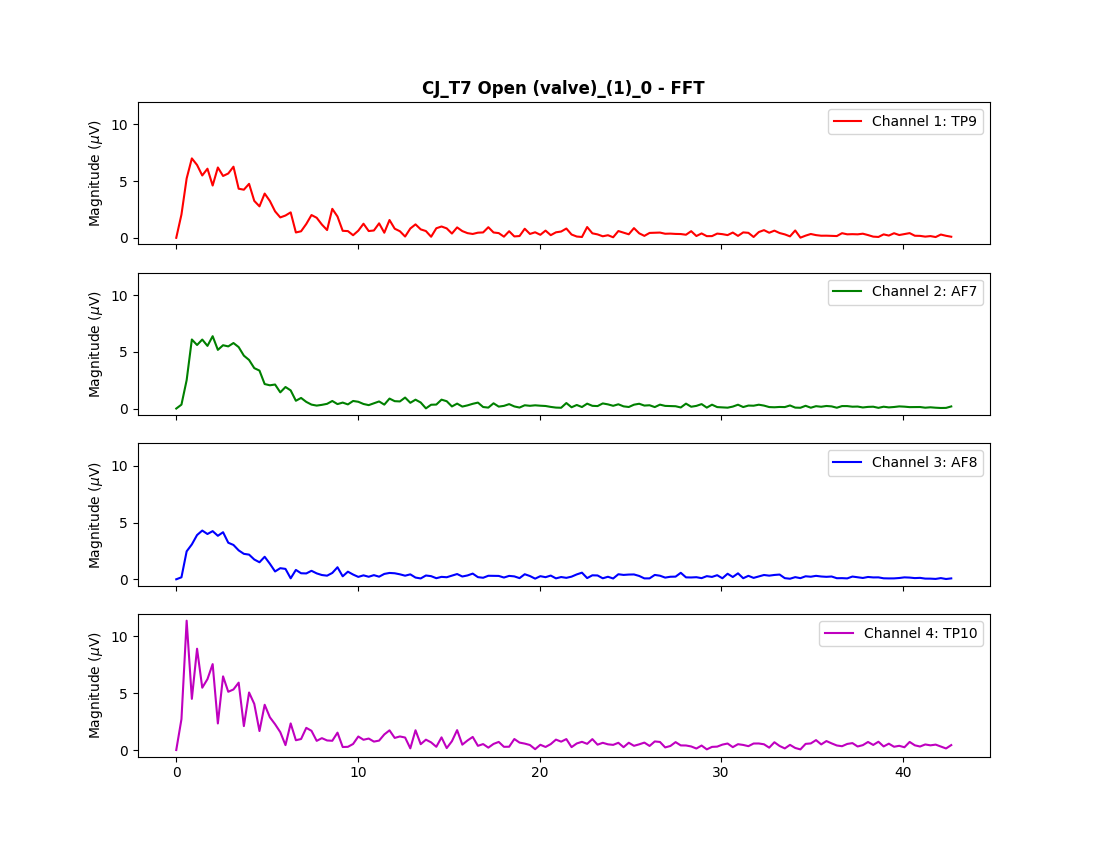 CJ_T7 Open (valve)_(1)_0 - FFT
Magnitude (μV)
10
5
0
Channel 1: TP9
Magnitude (μV)
10
5
0
Channel 2: AF7
Magnitude (μV)
10
5
0
Channel 3: AF8
Magnitude (μV)
10
5
0
Channel 4: TP10
0 10 20 30 40